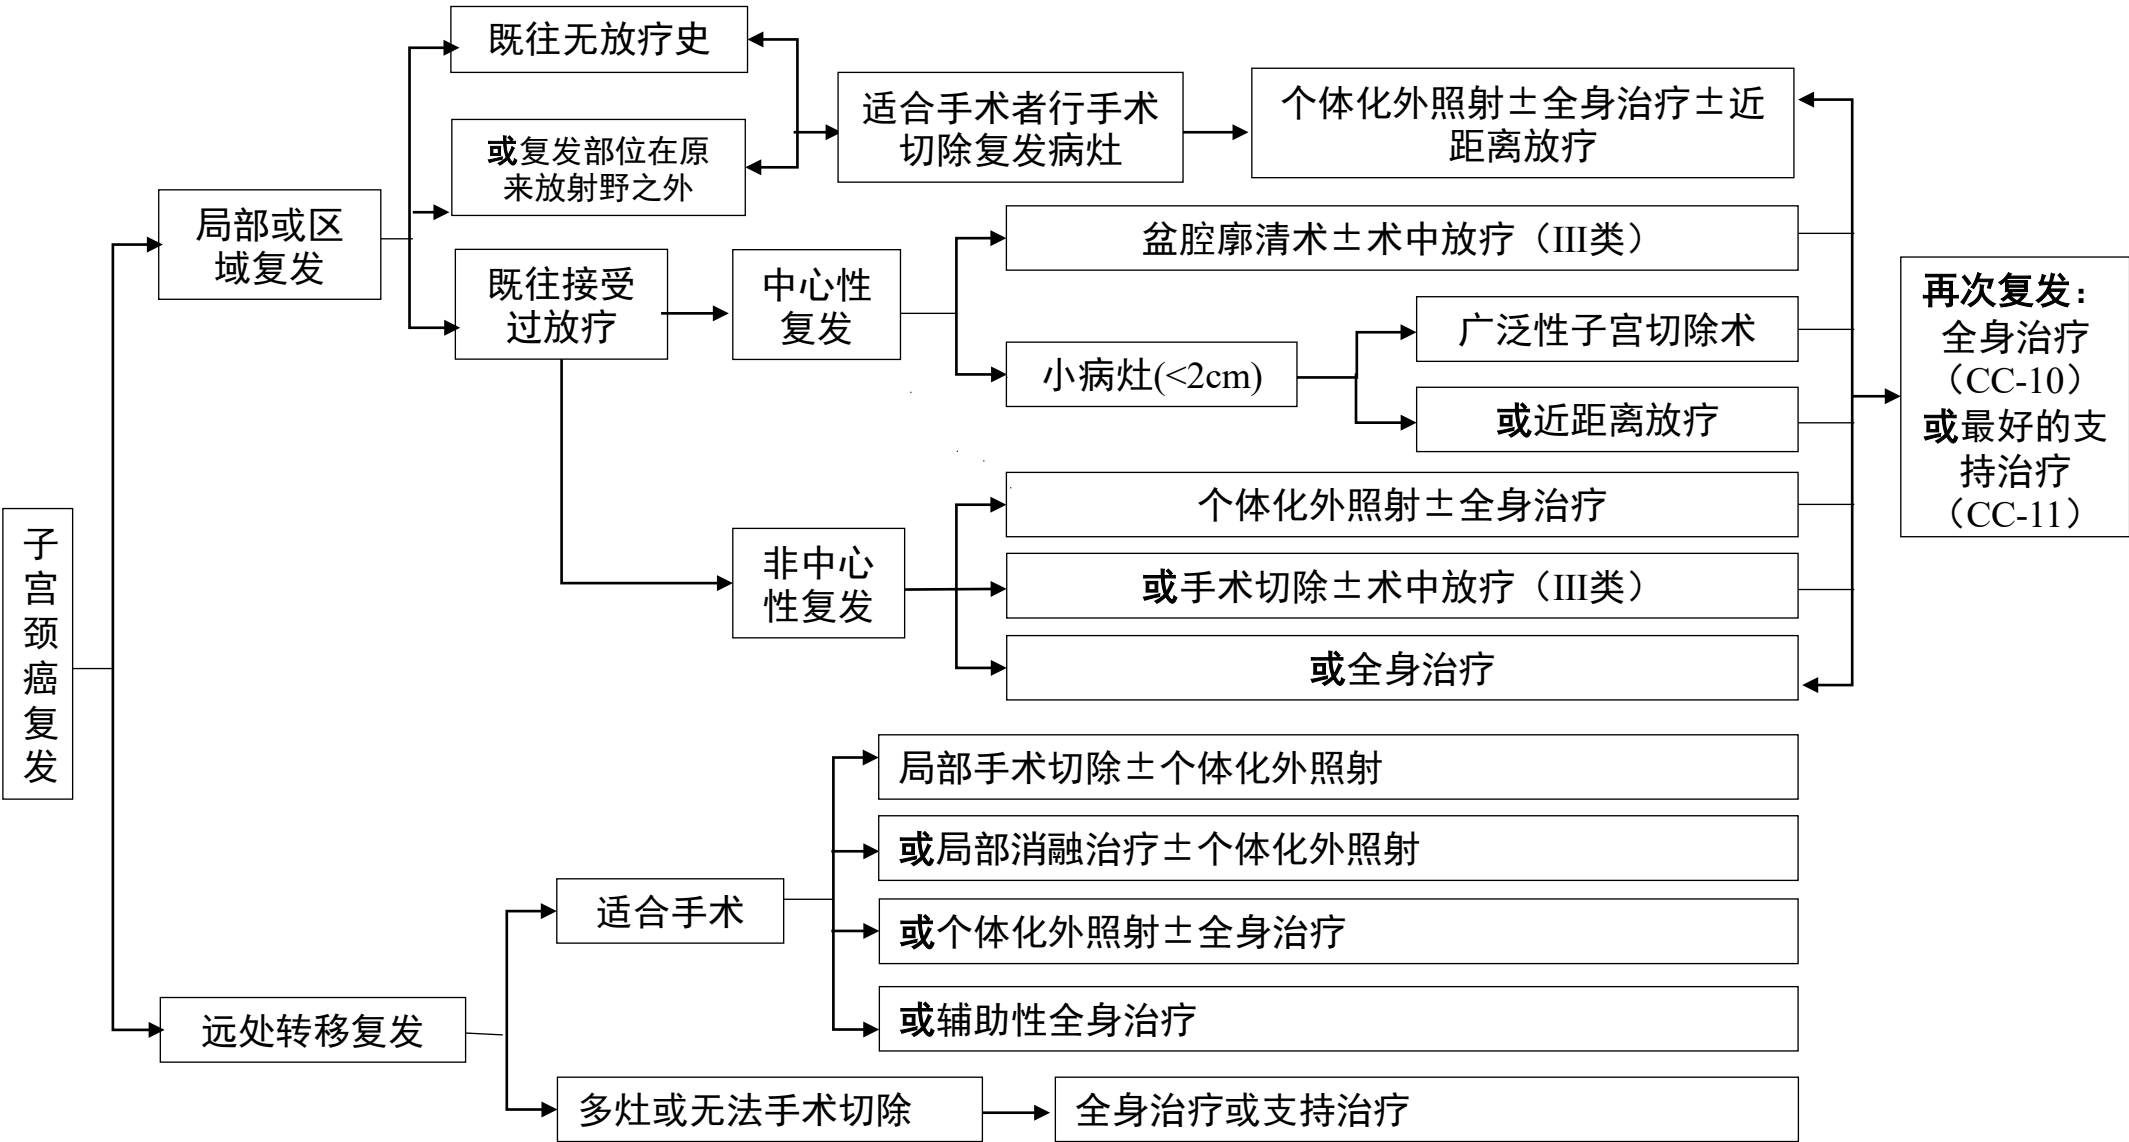 既往无放疗史
或复发部位在原
来放射野之外
适合手术者行手术
切除复发病灶
个体化外照射±全身治疗±近
距离放疗
局部或区
域复发
既往接受
过放疗
中心性
复发
盆腔廓清术±术中放疗（III类）
小病灶(<2cm)
广泛性子宫切除术
或近距离放疗
非中心
性复发
个体化外照射±全身治疗
或手术切除±术中放疗（III类）
或全身治疗
再次复发：
全身治疗
（CC-10）
或最好的支
持治疗
（CC-11）
子宫颈癌复发
远处转移复发
适合手术
局部手术切除±个体化外照射
或局部消融治疗±个体化外照射
或个体化外照射±全身治疗
或辅助性全身治疗
多灶或无法手术切除
全身治疗或支持治疗